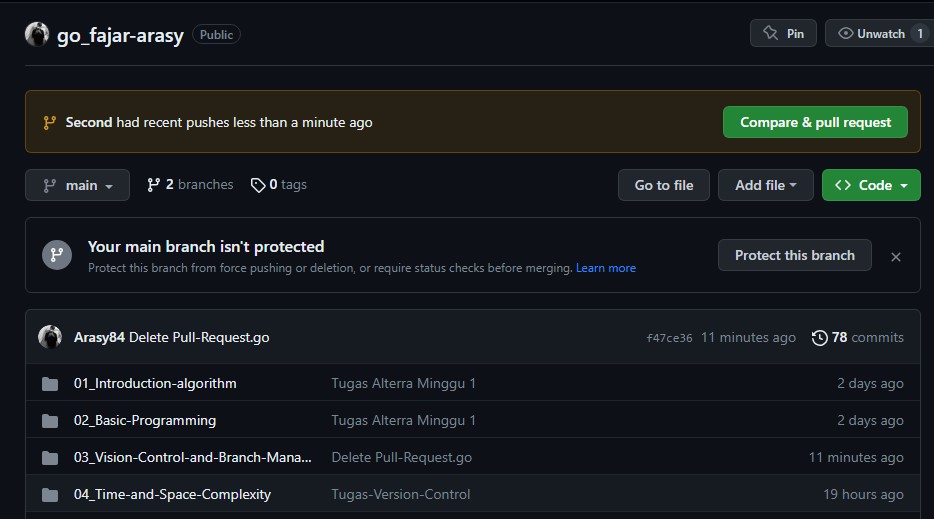 go_fajar-arasy Public Pin Unwatch 1
Second had recent pushes less than a minute ago Compare & pull request
main 2 branches 0 tags Go to file Add file Code
Your main branch isn't protected
Protect this branch from force pushing or deletion, or require status checks before merging. Learn more Protect this branch
Arasy84 Delete Pull-Request.go f47ce36 11 minutes ago 78 commits
01_Introduction-algorithm Tugas Alterra Minggu 1 2 days ago
02_Basic-Programming Tugas Alterra Minggu 1 2 days ago
03_Vision-Control-and-Branch-Mana... Delete Pull-Request.go 11 minutes ago
04_Time-and-Space-Complexity Tugas-Version-Control 19 hours ago